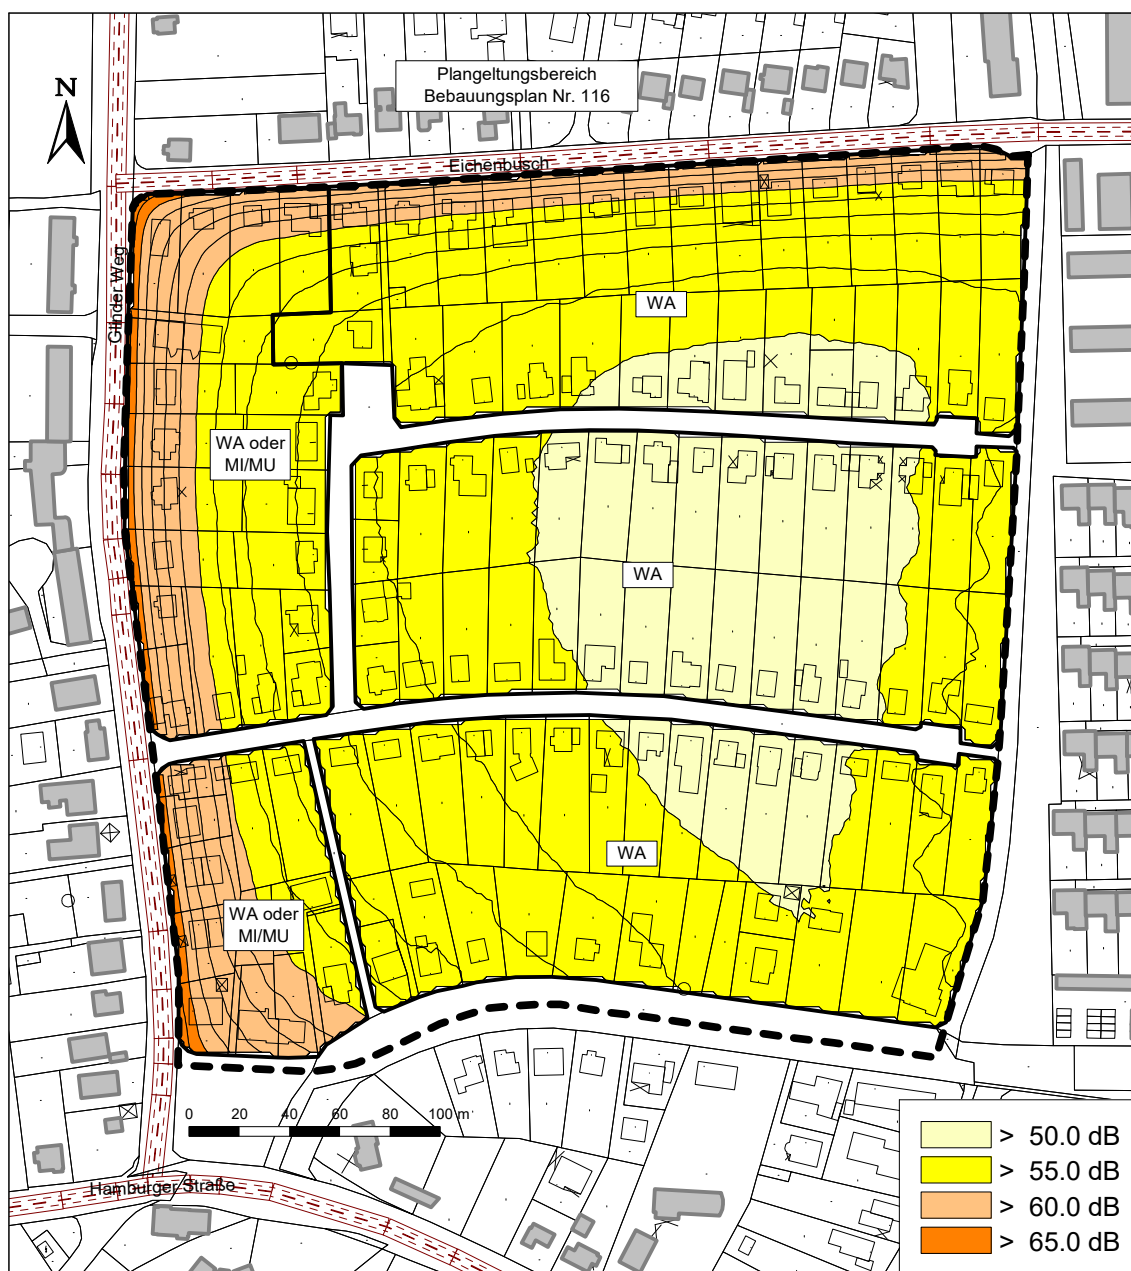 Plangeltungsbereich
Bebauungsplan Nr. 116
N
Eichenbusch
Glinder Weg
WA
WA oder
MI/MU
WA
WA
WA oder
MI/MU
0 20 40 60 80 100 m
Hamburger Straße
> 50.0 dB
> 55.0 dB
> 60.0 dB
> 65.0 dB